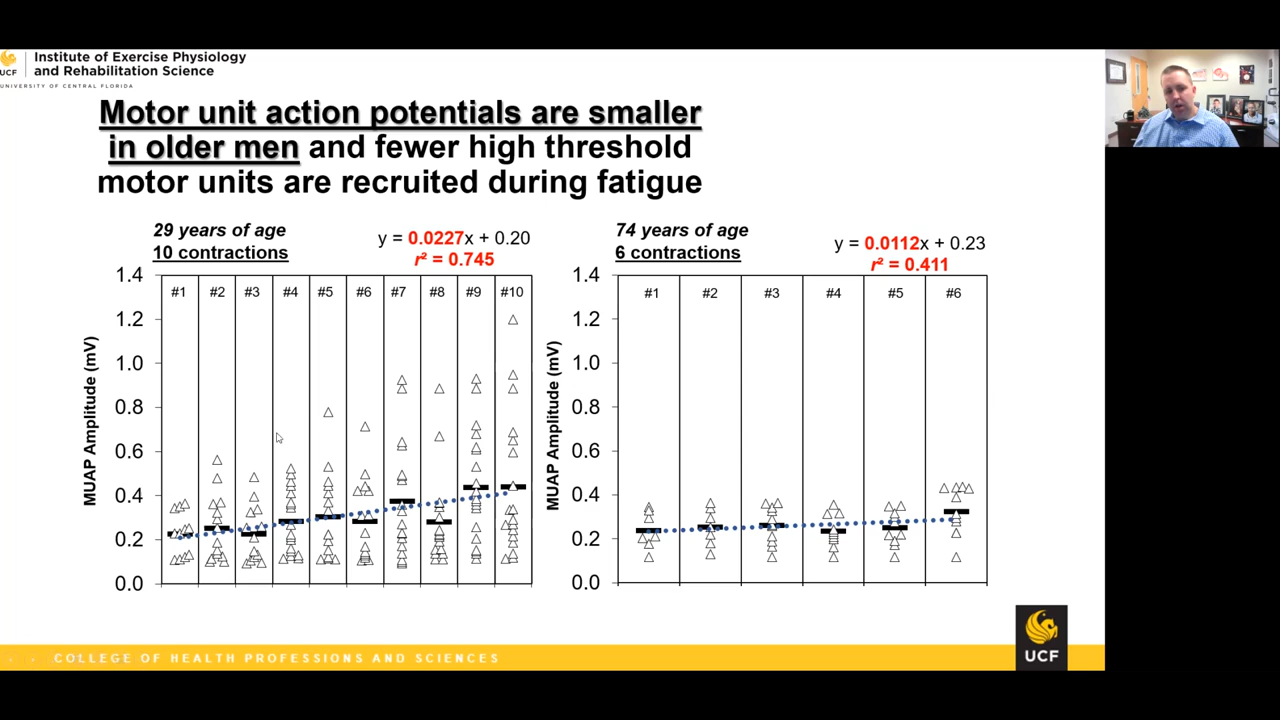 Institute of Exercise Physiology
and Rehabilitation Science
UCF
UNIVERSITY OF CENTRAL FLORIDA
Motor unit action potentials are smaller
in older men and fewer high threshold
motor units are recruited during fatigue
29 years of age
10 contractions
y = 0.0227x + 0.20
r² = 0.745
MUAP Amplitude (mV)
1.4
1.2
1.0
0.8
0.6
0.4
0.2
0.0
#1 #2 #3 #4 #5 #6 #7 #8 #9 #10
74 years of age
6 contractions
y = 0.0112x + 0.23
r² = 0.411
MUAP Amplitude (mV)
1.4
1.2
1.0
0.8
0.6
0.4
0.2
0.0
#1 #2 #3 #4 #5 #6
COLLEGE OF HEALTH PROFESSIONS AND SCIENCES
UCF